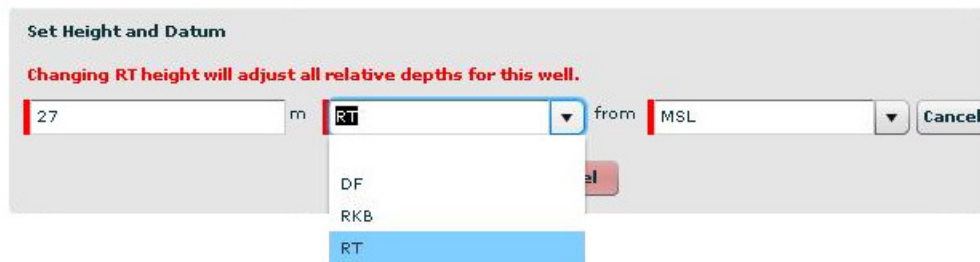 Set Height and Datum
Changing RT height will adjust all relative depths for this well.
27 m RT from MSL Cancel
DF
RKB
RT